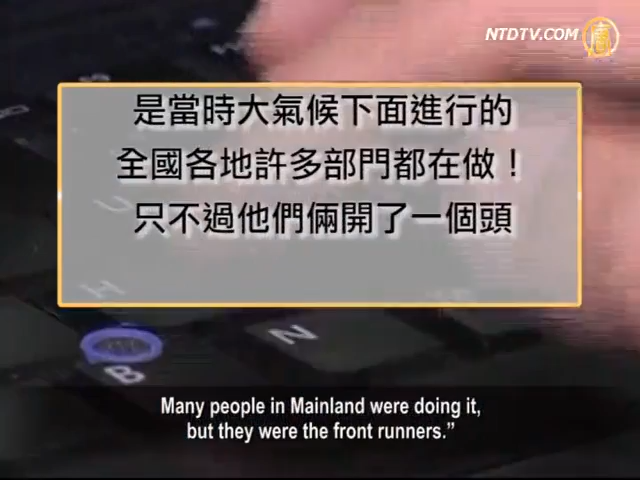 NTDTV.COM
是當時大氣候下面進行的
全國各地許多部門都在做！
只不過他們倆開了一個頭
H
N
B
Many people in Mainland were doing it,
but they were the front runners.”